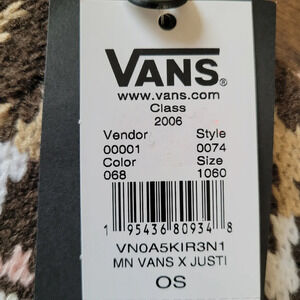 VANS®
www.vans.com
Class
2006
Vendor Style
00001 0074
Color Size
068 1060
1 95436 80934 8
VN0A5KIR3N1
MN VANS X JUSTI
OS